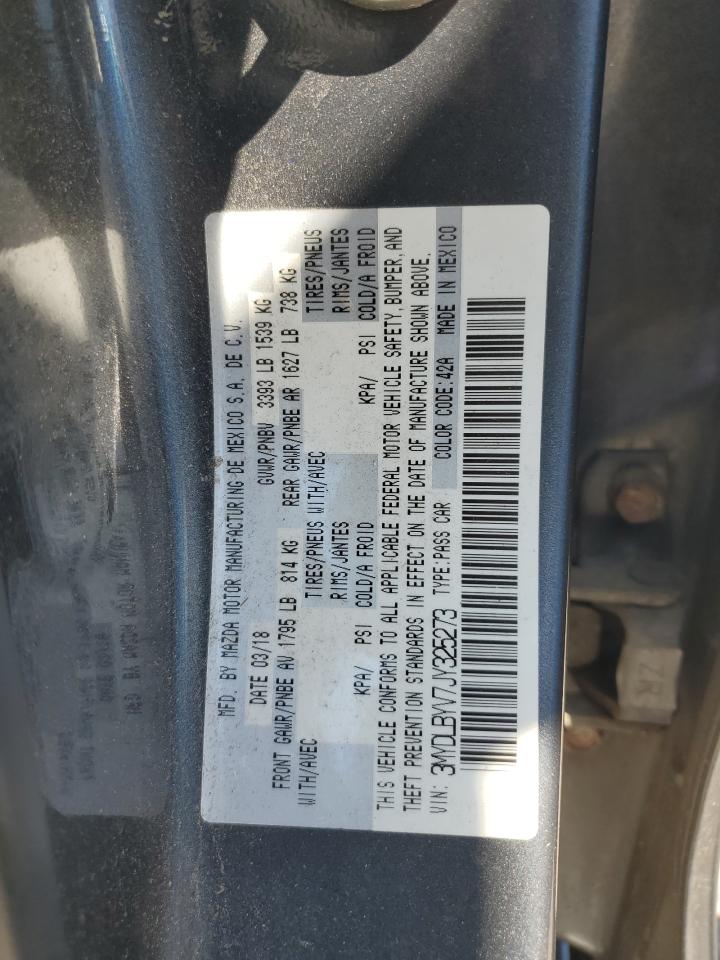 MFD. BY MAZDA MOTOR MANUFACTURING DE MEXICO S.A. DE C.V.
DATE 03/18 GVWR/PNBV 3393 LB 1539 KG
FRONT GAWR/PNBE AV 1795 LB 814 KG REAR GAWR/PNBE AR 1627 LB 738 KG
WITH/AVEC TIRES/PNEUS WITH/AVEC TIRES/PNEUS
RIMS/JANTES RIMS/JANTES
KPA/ PSI COLD/A FROID KPA/ PSI COLD/A FROID
THIS VEHICLE CONFORMS TO ALL APPLICABLE FEDERAL MOTOR VEHICLE SAFETY, BUMPER, AND
THEFT PREVENTION STANDARDS IN EFFECT ON THE DATE OF MANUFACTURE SHOWN ABOVE.
VIN: 3MYDLBYV7JY325273 TYPE:PASS CAR COLOR CODE:42A MADE IN MEXICO